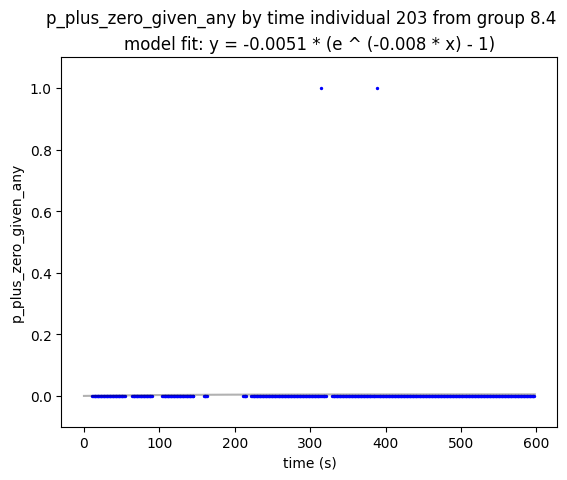 p_plus_zero_given_any by time individual 203 from group 8.4
model fit: y = -0.0051 * (e ^ (-0.008 * x) - 1)
1.0
0.8
0.6
0.4
0.2
0.0
p_plus_zero_given_any
0 100 200 300 400 500 600
time (s)